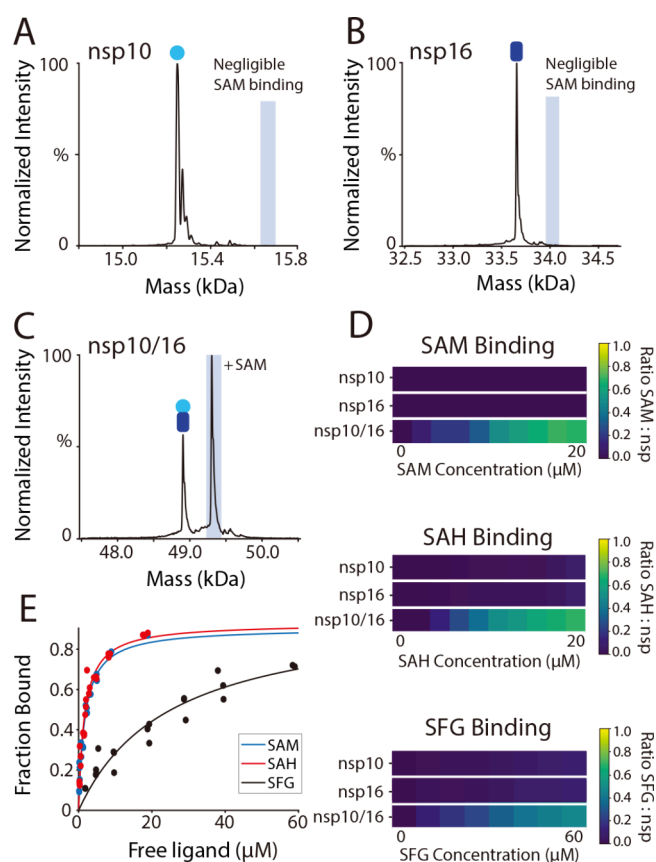 A
nsp10
Negligible
SAM binding
Normalized Intensity
100
%
0
15.0 15.4 15.8
Mass (kDa)
B
nsp16
Negligible
SAM binding
Normalized Intensity
100
%
0
32.5 33.0 33.5 34.0 34.5
Mass (kDa)
C
nsp10/16
+ SAM
Normalized Intensity
100
%
0
48.0 49.0 50.0
Mass (kDa)
D
SAM Binding
nsp10
nsp16
nsp10/16
0 20
SAM Concentration (µM)
1.0
0.8
0.6
0.4
0.2
0.0
Ratio SAM : nsp
SAH Binding
nsp10
nsp16
nsp10/16
0 20
SAH Concentration (µM)
1.0
0.8
0.6
0.4
0.2
0.0
Ratio SAH : nsp
SFG Binding
nsp10
nsp16
nsp10/16
0 60
SFG Concentration (µM)
1.0
0.8
0.6
0.4
0.2
0.0
Ratio SFG : nsp
E
Fraction Bound
0.8
0.6
0.4
0.2
0
0 20 40 60
Free ligand (µM)
SAM
SAH
SFG